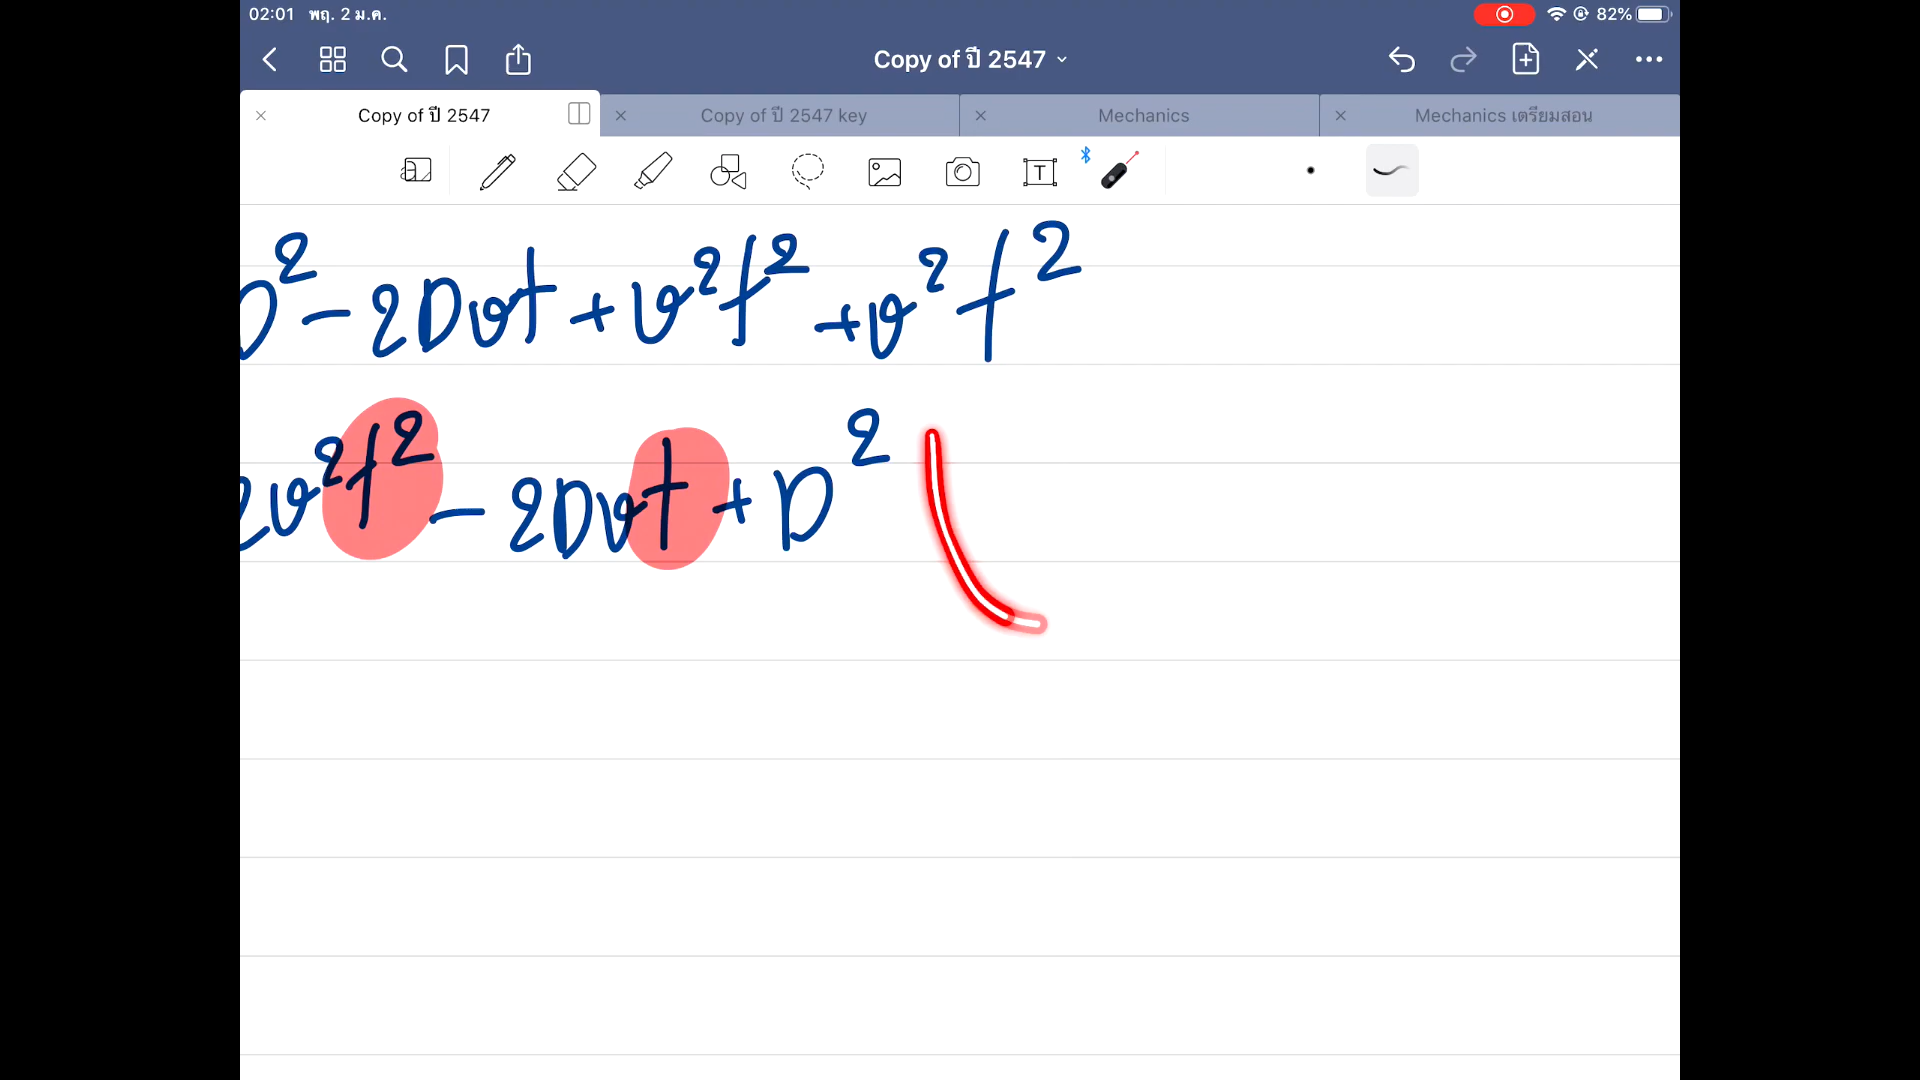 02:01 พฤ. 2 ม.ค. 82%
Copy of ปี 2547
Copy of ปี 2547 Copy of ปี 2547 key Mechanics Mechanics เตรียมสอน
D² - 2Dvt + v²t² + v²t²
2v²t² - 2Dvt + D²